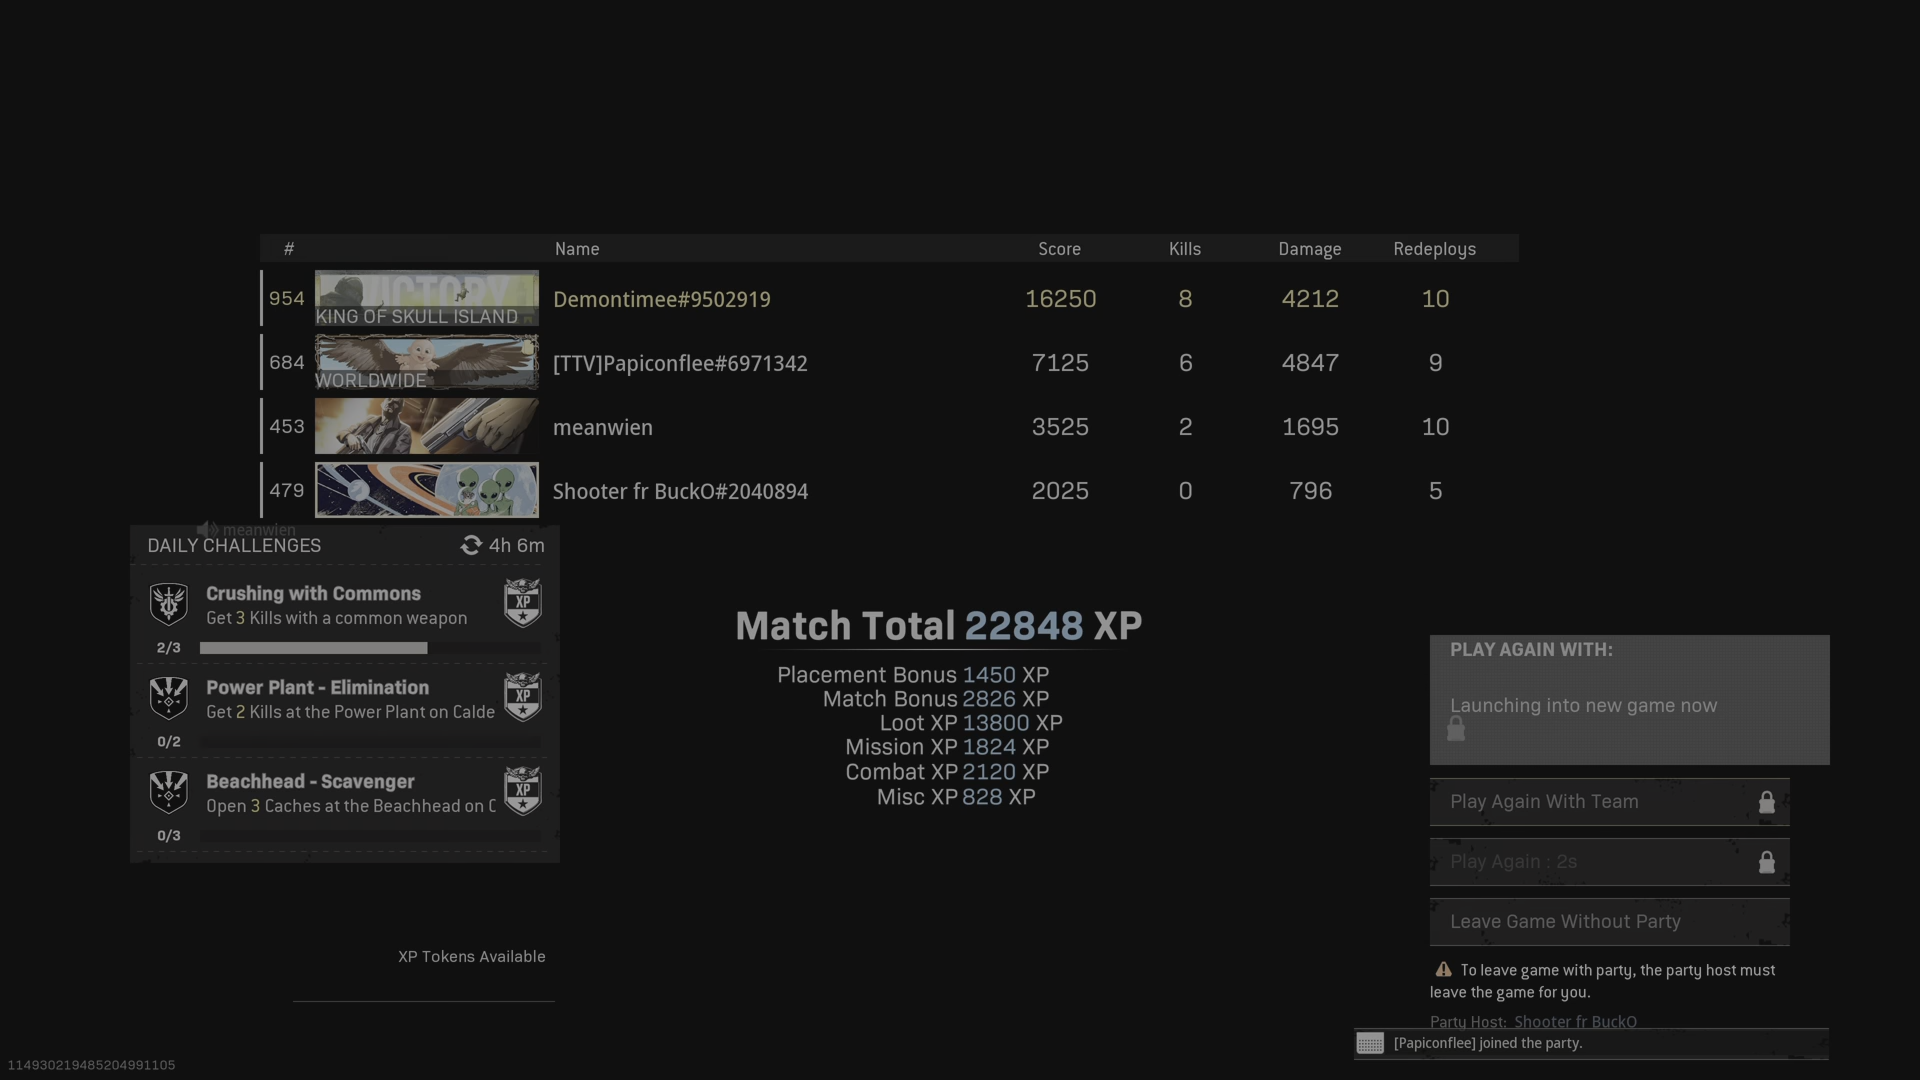 # Name Score Kills Damage Redeploys
954 VICTORY KING OF SKULL ISLAND Demontimee#9502919 16250 8 4212 10
684 WORLDWIDE [TTV]Papiconflee#6971342 7125 6 4847 9
453 meanwien 3525 2 1695 10
479 Shooter fr BuckO#2040894 2025 0 796 5
meanwien
DAILY CHALLENGES 4h 6m
Crushing with Commons
Get 3 Kills with a common weapon
XP
2/3
Power Plant - Elimination
Get 2 Kills at the Power Plant on Calde
XP
0/2
Beachhead - Scavenger
Open 3 Caches at the Beachhead on C
XP
0/3
XP Tokens Available
Match Total 22848 XP
Placement Bonus 1450 XP
Match Bonus 2826 XP
Loot XP 13800 XP
Mission XP 1824 XP
Combat XP 2120 XP
Misc XP 828 XP
PLAY AGAIN WITH:
Launching into new game now
Play Again With Team
Play Again : 2s
Leave Game Without Party
To leave game with party, the party host must
leave the game for you.
Party Host: Shooter fr BuckO
[Papiconflee] joined the party.
114930219485204991105